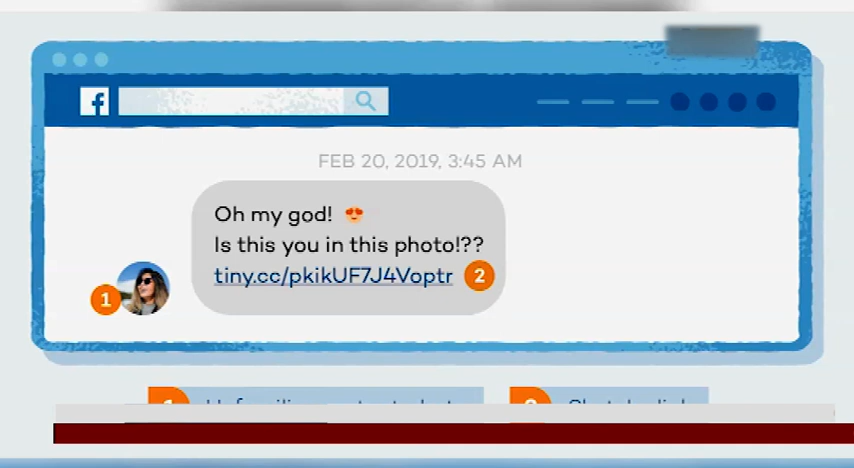 FEB 20, 2019, 3:45 AM
Oh my god! 😍
Is this you in this photo!??
tiny.cc/pkikUF7J4Voptr 2
1